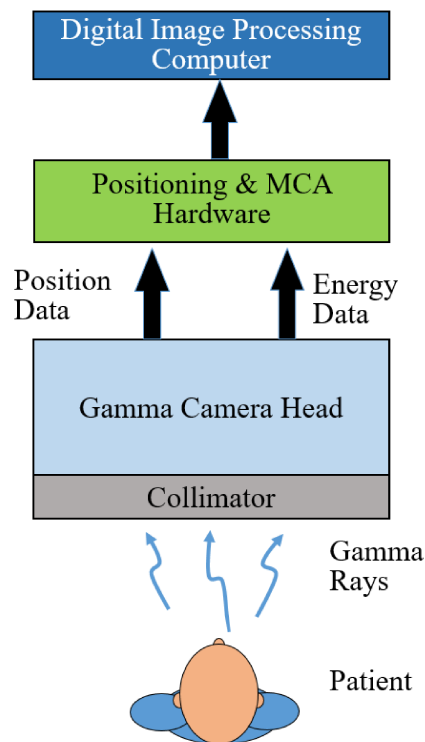 Digital Image Processing
Computer
Positioning & MCA
Hardware
Position
Data
Energy
Data
Gamma Camera Head
Collimator
Gamma
Rays
Patient